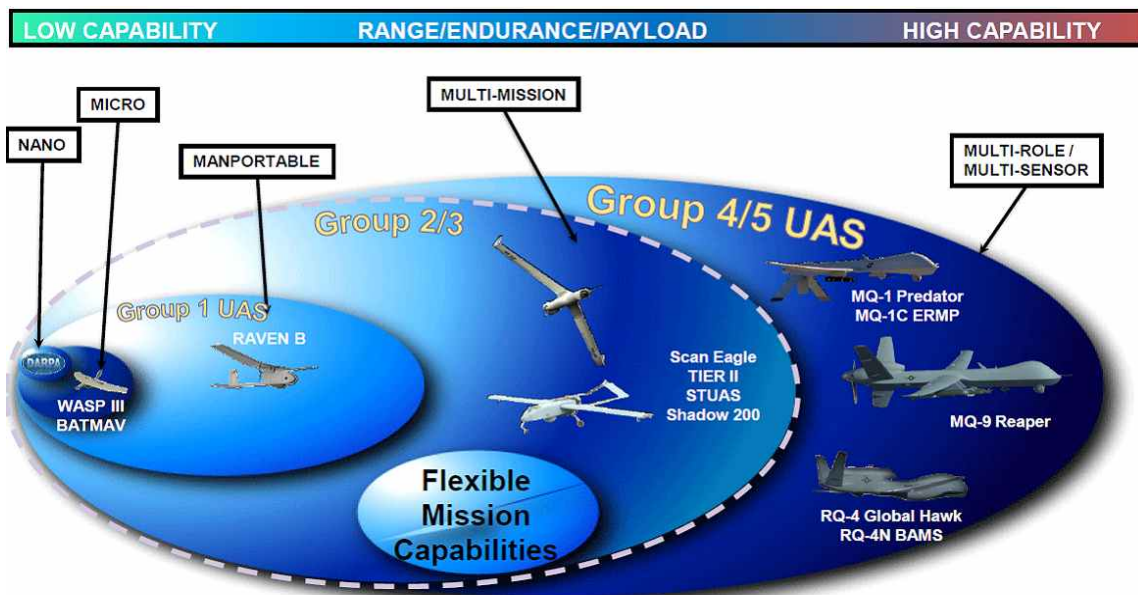 LOW CAPABILITY RANGE/ENDURANCE/PAYLOAD HIGH CAPABILITY
MULTI-MISSION
MICRO
NANO
MANPORTABLE
MULTI-ROLE /
MULTI-SENSOR
Group 4/5 UAS
Group 2/3
Group 1 UAS
MQ-1 Predator
MQ-1C ERMP
RAVEN B
DARPA
WASP III
BATMAV
Scan Eagle
TIER II
STUAS
Shadow 200
MQ-9 Reaper
Flexible
Mission
Capabilities
RQ-4 Global Hawk
RQ-4N BAMS